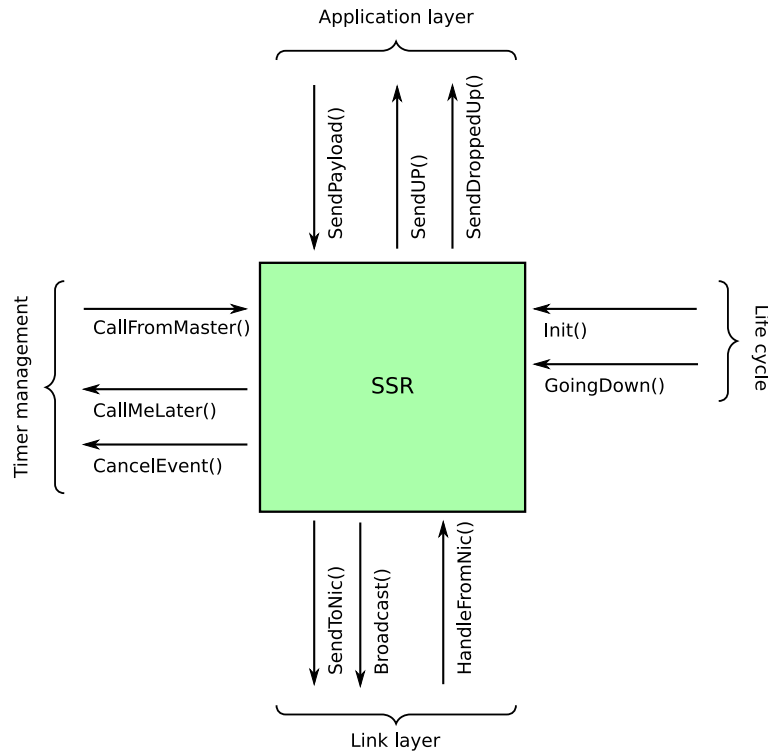 Application layer
SendPayload()
SendUP()
SendDroppedUp()
Timer management
CallFromMaster()
CallMeLater()
CancelEvent()
SSR
Init()
GoingDown()
Life cycle
SendToNic()
Broadcast()
HandleFromNic()
Link layer